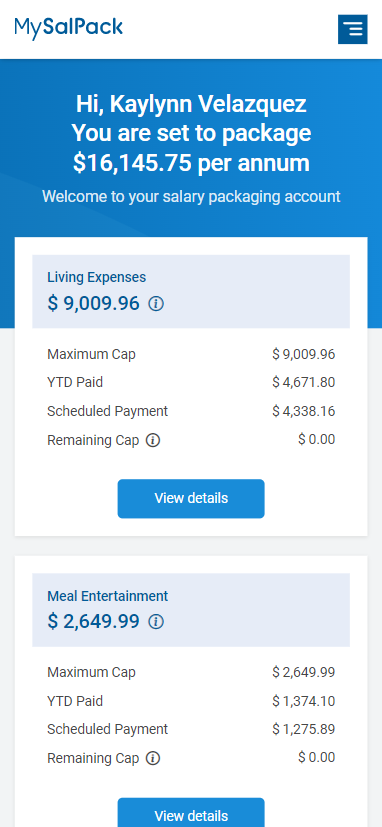 MySalPack
Hi, Kaylynn Velazquez
You are set to package
$16,145.75 per annum
Welcome to your salary packaging account
Living Expenses
$ 9,009.96
Maximum Cap $ 9,009.96
YTD Paid $ 4,671.80
Scheduled Payment $ 4,338.16
Remaining Cap $ 0.00
View details
Meal Entertainment
$ 2,649.99
Maximum Cap $ 2,649.99
YTD Paid $ 1,374.10
Scheduled Payment $ 1,275.89
Remaining Cap $ 0.00
View details